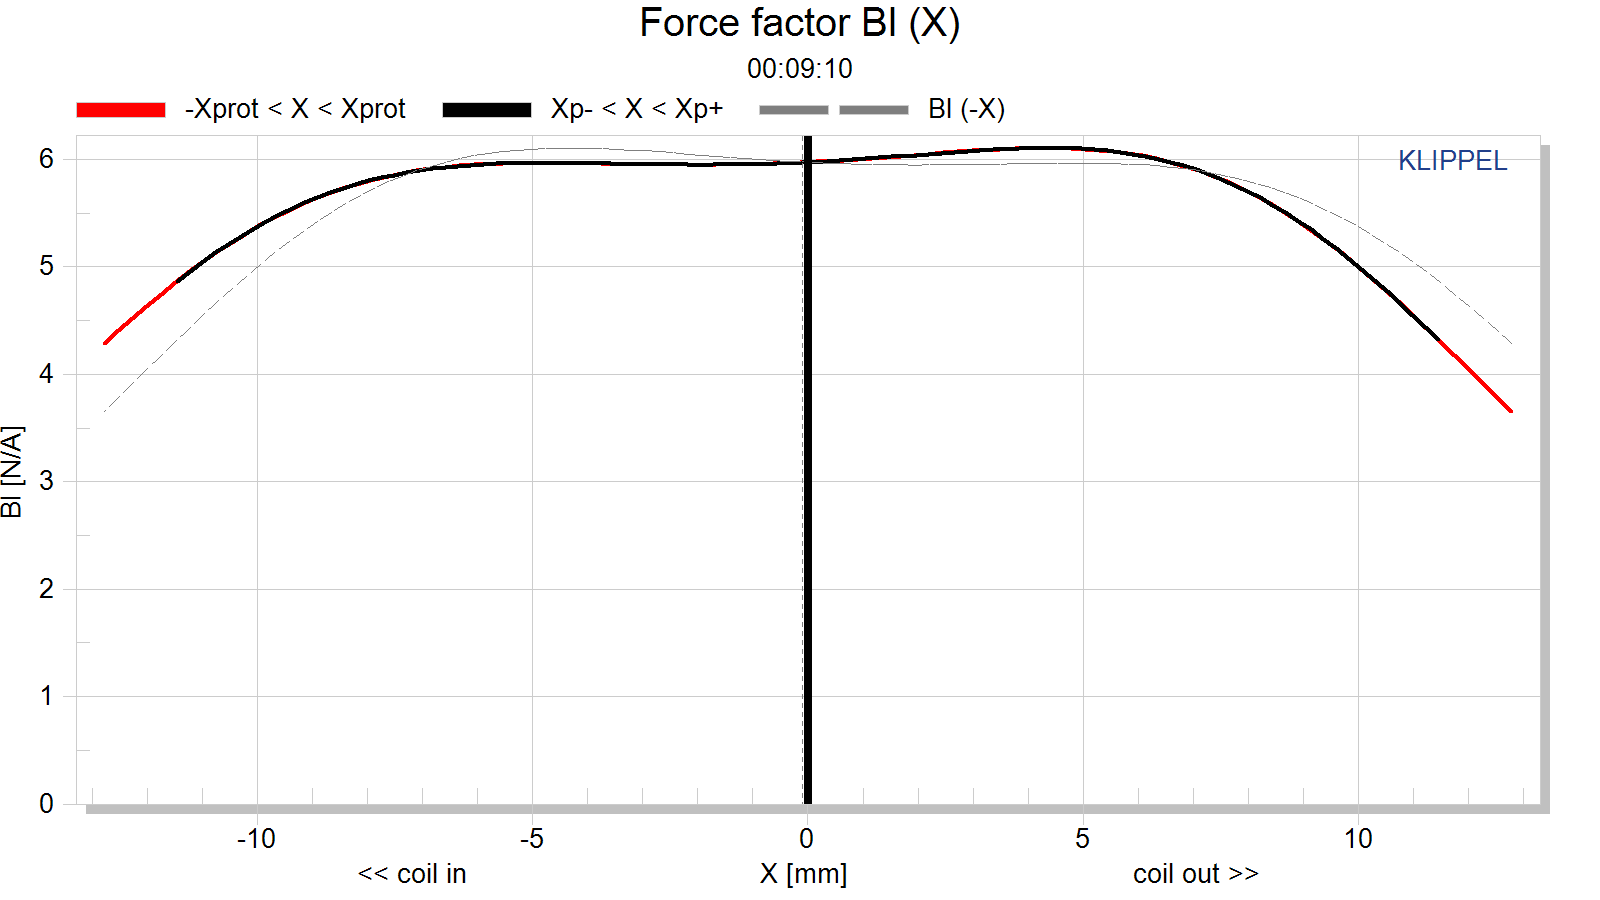 Force factor Bl (X)
00:09:10
-Xprot < X < Xprot Xp- < X < Xp+ Bl (-X)
KLIPPEL
6
5
4
3
2
1
0
Bl [N/A]
-10 -5 0 5 10
<< coil in X [mm] coil out >>